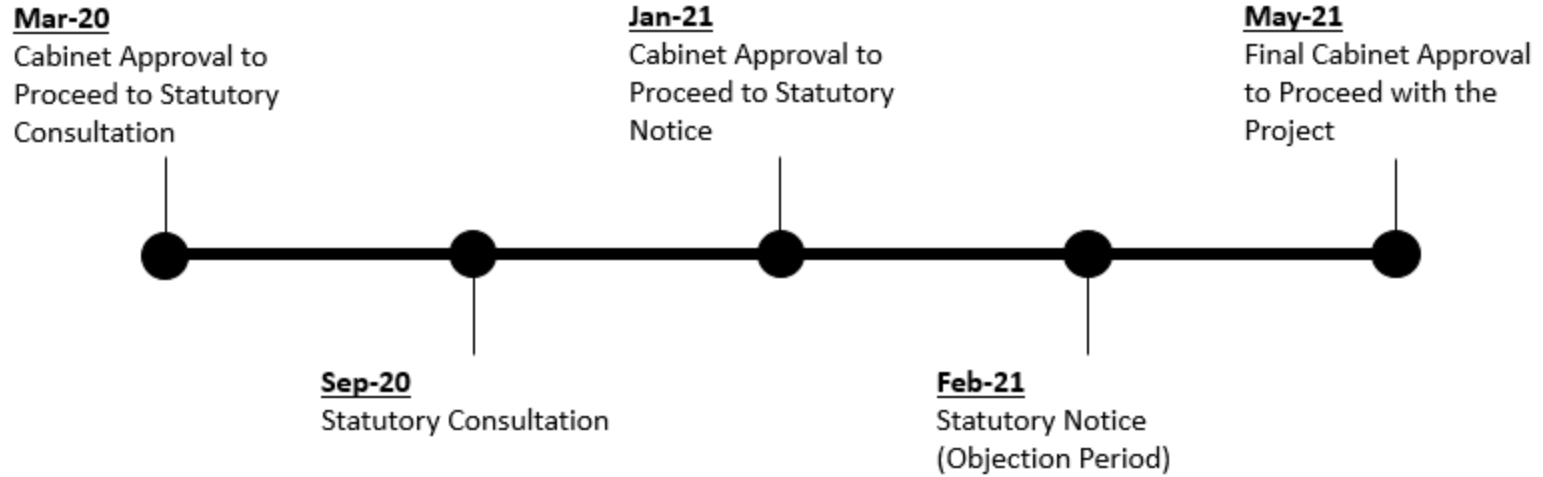 Mar-20
Cabinet Approval to
Proceed to Statutory
Consultation
Sep-20
Statutory Consultation
Jan-21
Cabinet Approval to
Proceed to Statutory
Notice
Feb-21
Statutory Notice
(Objection Period)
May-21
Final Cabinet Approval
to Proceed with the
Project